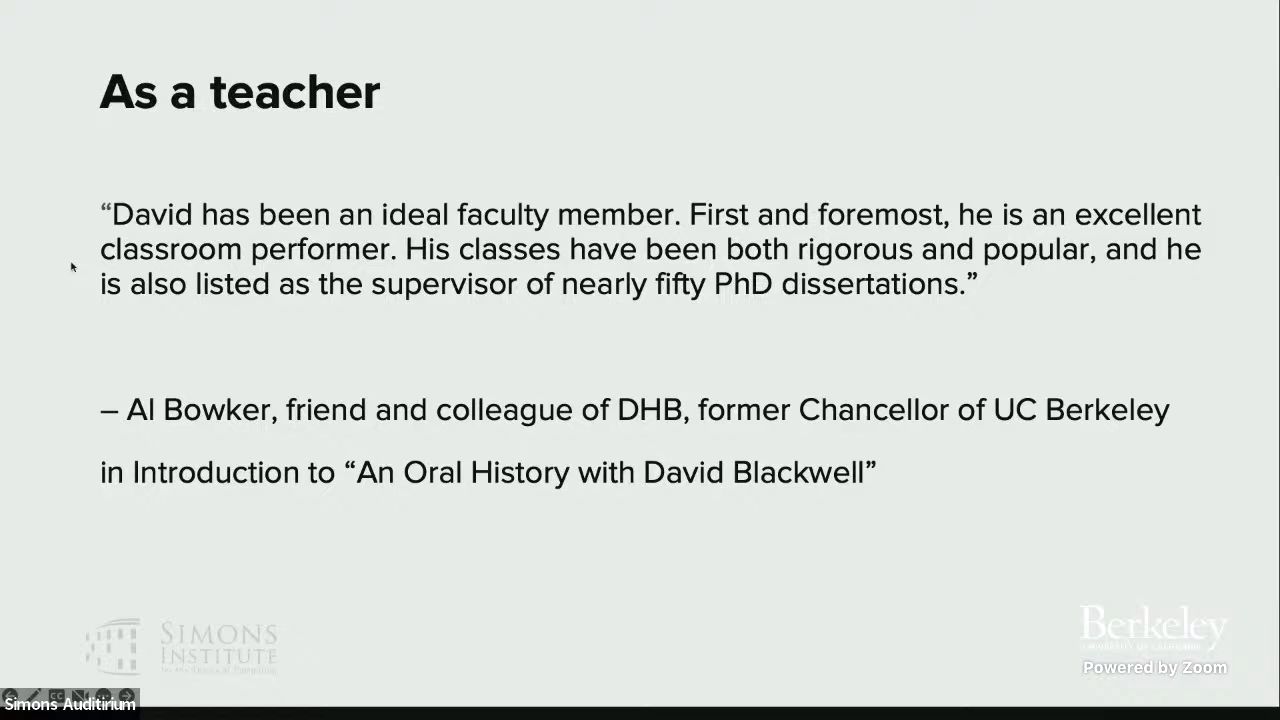 As a teacher
“David has been an ideal faculty member. First and foremost, he is an excellent
classroom performer. His classes have been both rigorous and popular, and he
is also listed as the supervisor of nearly fifty PhD dissertations.”
– Al Bowker, friend and colleague of DHB, former Chancellor of UC Berkeley
in Introduction to “An Oral History with David Blackwell”
SIMONS
INSTITUTE
Berkeley
Powered by Zoom
CC
Simons Auditirium